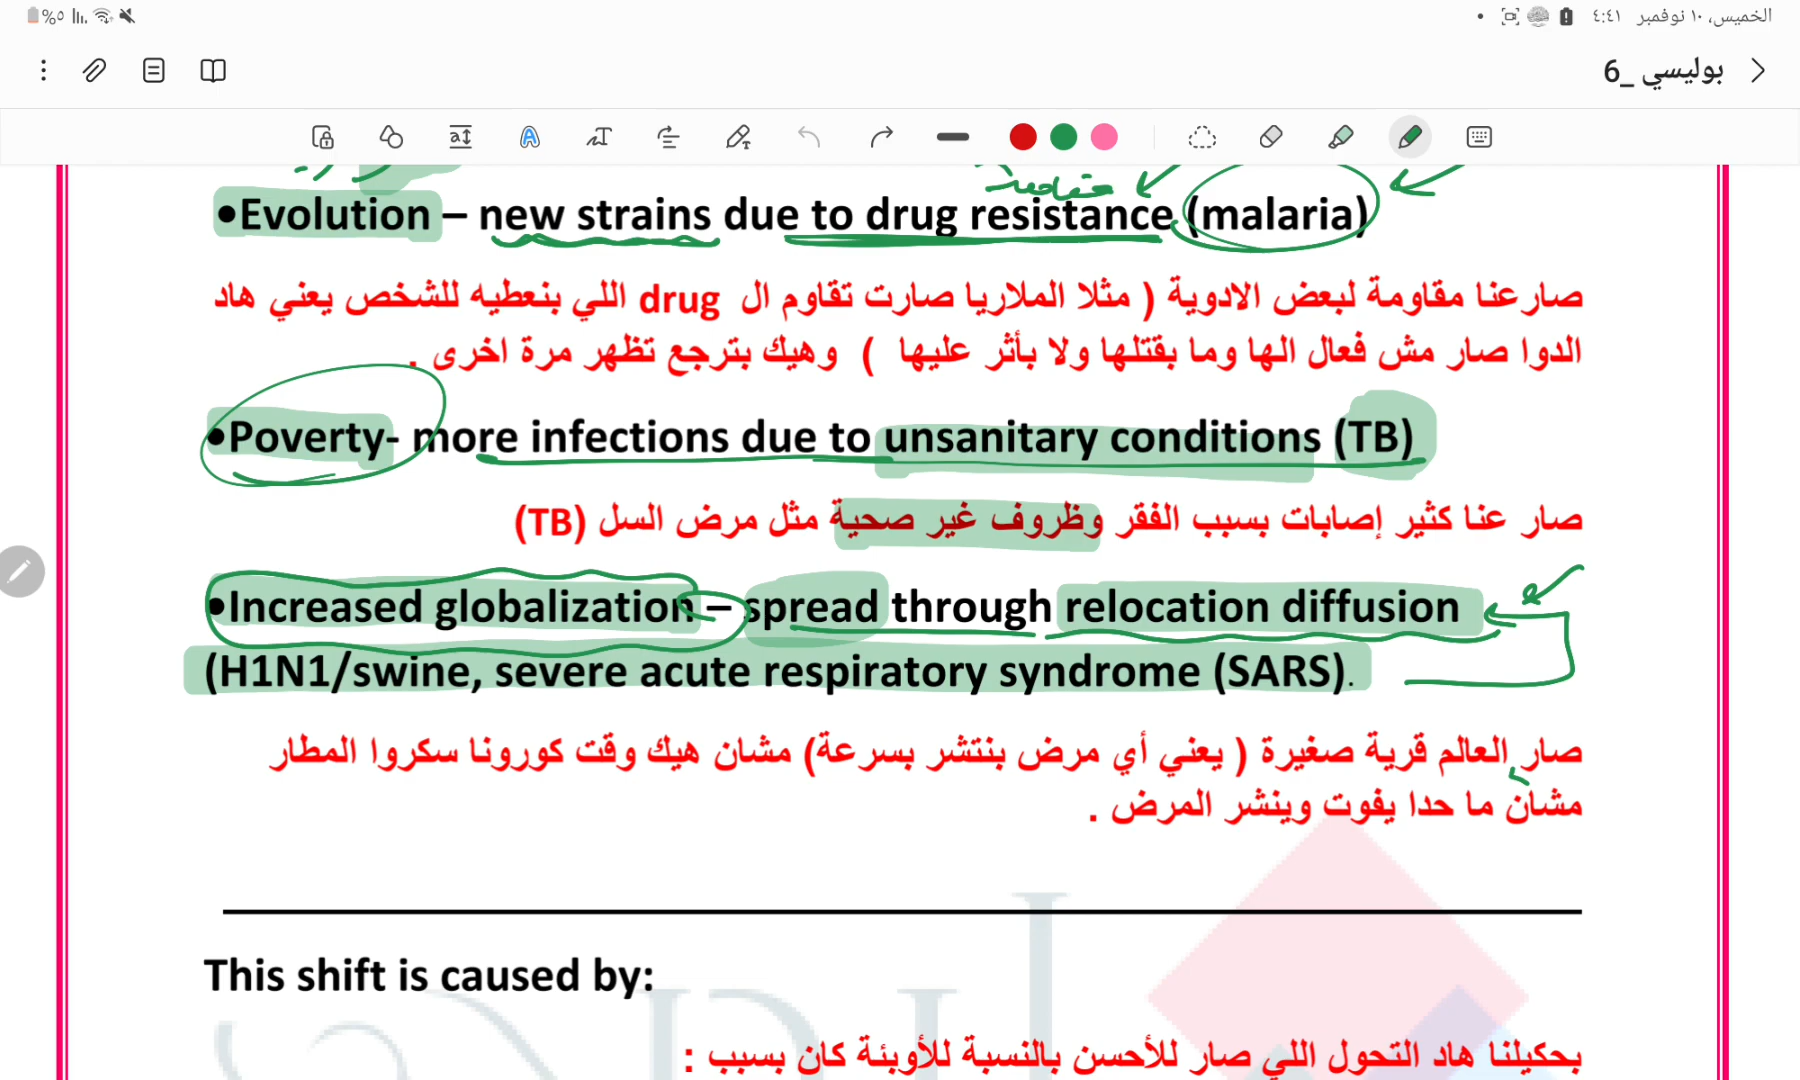 %٥
الخميس، ١٠ نوفمبر ٤:٤١
بوليسي _6
•Evolution – new strains due to drug resistance (malaria)
صار عنا مقاومة لبعض الادوية ( مثلا الملاريا صارت تقاوم ال drug اللي بنعطيه للشخص يعني هاد
الدوا صار مش فعال الها وما بقتلها ولا بأثر عليها ) وهيك بترجع تظهر مرة اخرى .
•Poverty- more infections due to unsanitary conditions (TB)
صار عنا كثير إصابات بسبب الفقر وظروف غير صحية مثل مرض السل (TB)
•Increased globalization – spread through relocation diffusion
(H1N1/swine, severe acute respiratory syndrome (SARS).
صار العالم قرية صغيرة ( يعني أي مرض بنتشر بسرعة) مشان هيك وقت كورونا سكروا المطار
مشان ما حدا يفوت وينشر المرض .
This shift is caused by:
بحكيلنا هاد التحول اللي صار للأحسن بالنسبة للأوبئة كان بسبب :